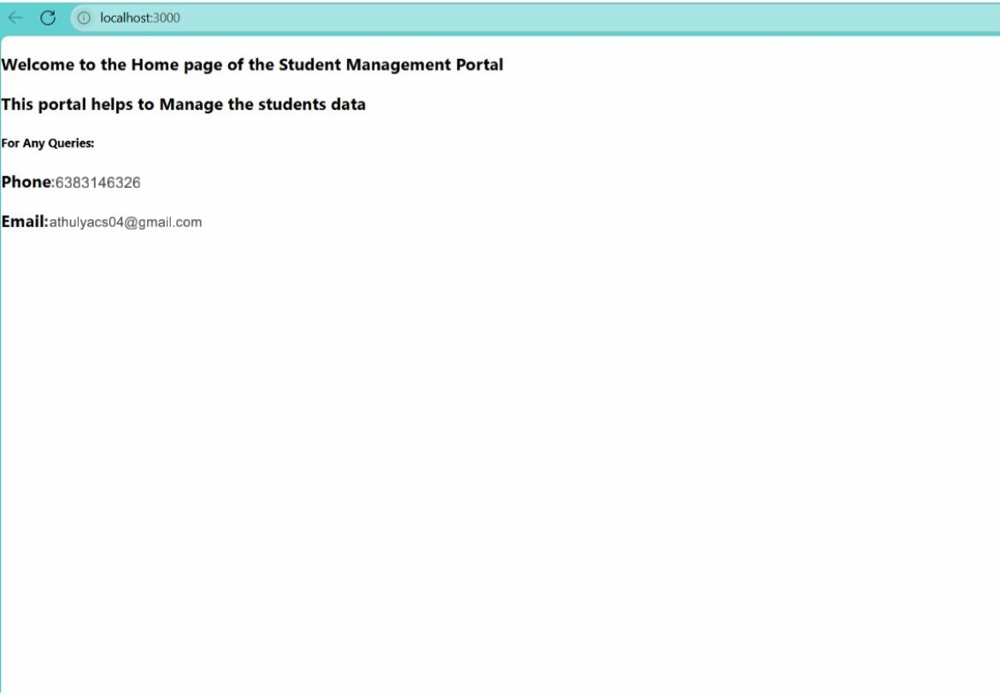 localhost:3000
Welcome to the Home page of the Student Management Portal
This portal helps to Manage the students data
For Any Queries:
Phone:6383146326
Email:athulyacs04@gmail.com